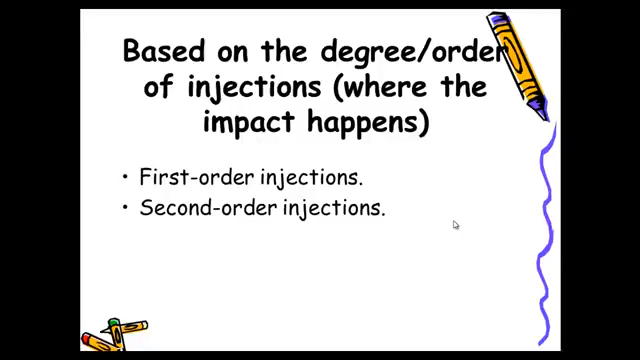 Based on the degree/order
of injections (where the
impact happens)
• First-order injections.
• Second-order injections.